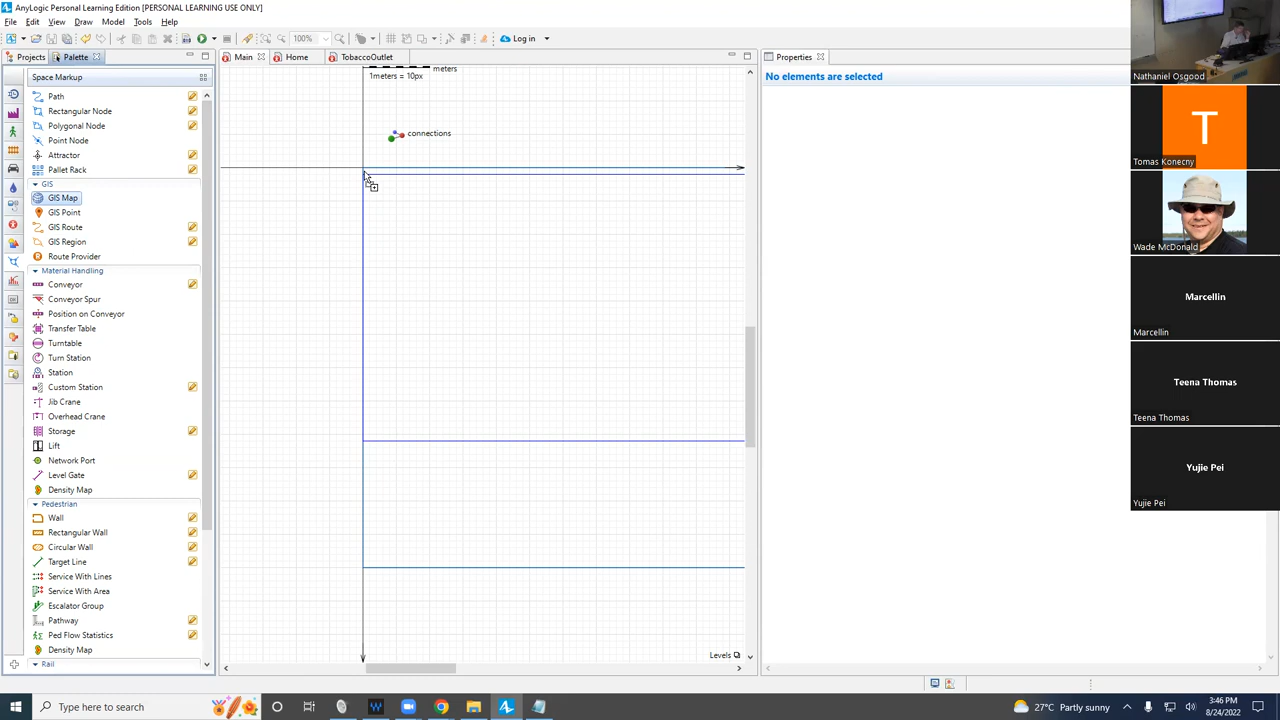 AnyLogic Personal Learning Edition [PERSONAL LEARNING USE ONLY]
File Edit View Draw Model Tools Help
100%
Log in
Projects
Palette
Main
Home
TobaccoOutlet
Properties
Space Markup
No elements are selected
Path
Rectangular Node
Polygonal Node
Point Node
Attractor
Pallet Rack
GIS
GIS Map
GIS Point
GIS Route
GIS Region
Route Provider
Material Handling
Conveyor
Conveyor Spur
Position on Conveyor
Transfer Table
Turntable
Turn Station
Station
Custom Station
Jib Crane
Overhead Crane
Storage
Lift
Network Port
Level Gate
Density Map
Pedestrian
Wall
Rectangular Wall
Circular Wall
Target Line
Service With Lines
Service With Area
Escalator Group
Pathway
Ped Flow Statistics
Density Map
Rail
meters
1meters = 10px
connections
Levels
Nathaniel Osgood
T
Tomas Konecny
Wade McDonald
Marcellin
Marcellin
Teena Thomas
Teena Thomas
Yujie Pei
Yujie Pei
Type here to search
W
27°C Partly sunny
3:46 PM
8/24/2022
7